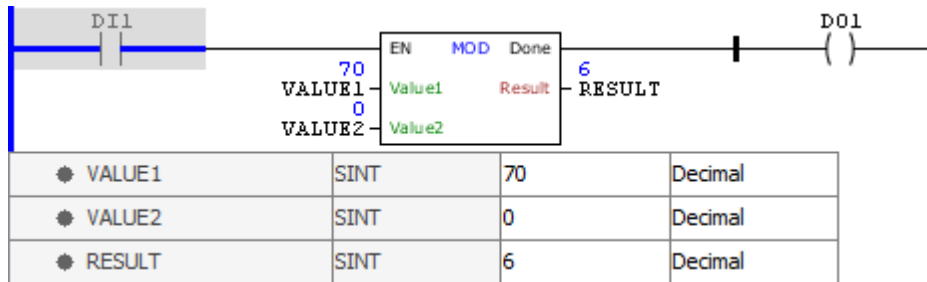 DI1
DO1
EN MOD Done
70
VALUE1 Value1 Result 6 RESULT
0
VALUE2 Value2
VALUE1 SINT 70 Decimal
VALUE2 SINT 0 Decimal
RESULT SINT 6 Decimal